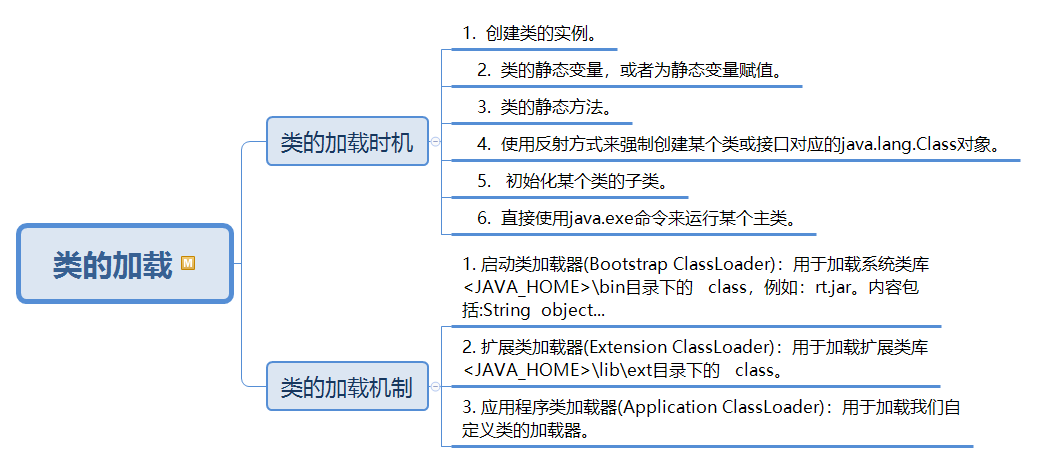 类的加载
M
类的加载时机
1. 创建类的实例。
2. 类的静态变量，或者为静态变量赋值。
3. 类的静态方法。
4. 使用反射方式来强制创建某个类或接口对应的java.lang.Class对象。
5. 初始化某个类的子类。
6. 直接使用java.exe命令来运行某个主类。
类的加载机制
1. 启动类加载器(Bootstrap ClassLoader)：用于加载系统类库
<JAVA_HOME>\bin目录下的 class，例如：rt.jar。内容包
括:String object...
2. 扩展类加载器(Extension ClassLoader)：用于加载扩展类库
<JAVA_HOME>\lib\ext目录下的 class。
3. 应用程序类加载器(Application ClassLoader)：用于加载我们自
定义类的加载器。